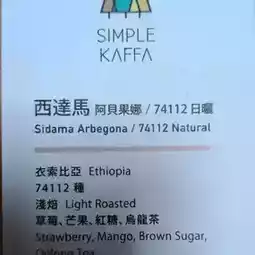 SIMPLE
KAFFA
西達馬 阿貝果娜 / 74112 日曬
Sidama Arbegona / 74112 Natural
衣索比亞 Ethiopia
74112 種
淺焙 Light Roasted
草莓、芒果、紅糖、烏龍茶
Strawberry, Mango, Brown Sugar,
Oolong Tea